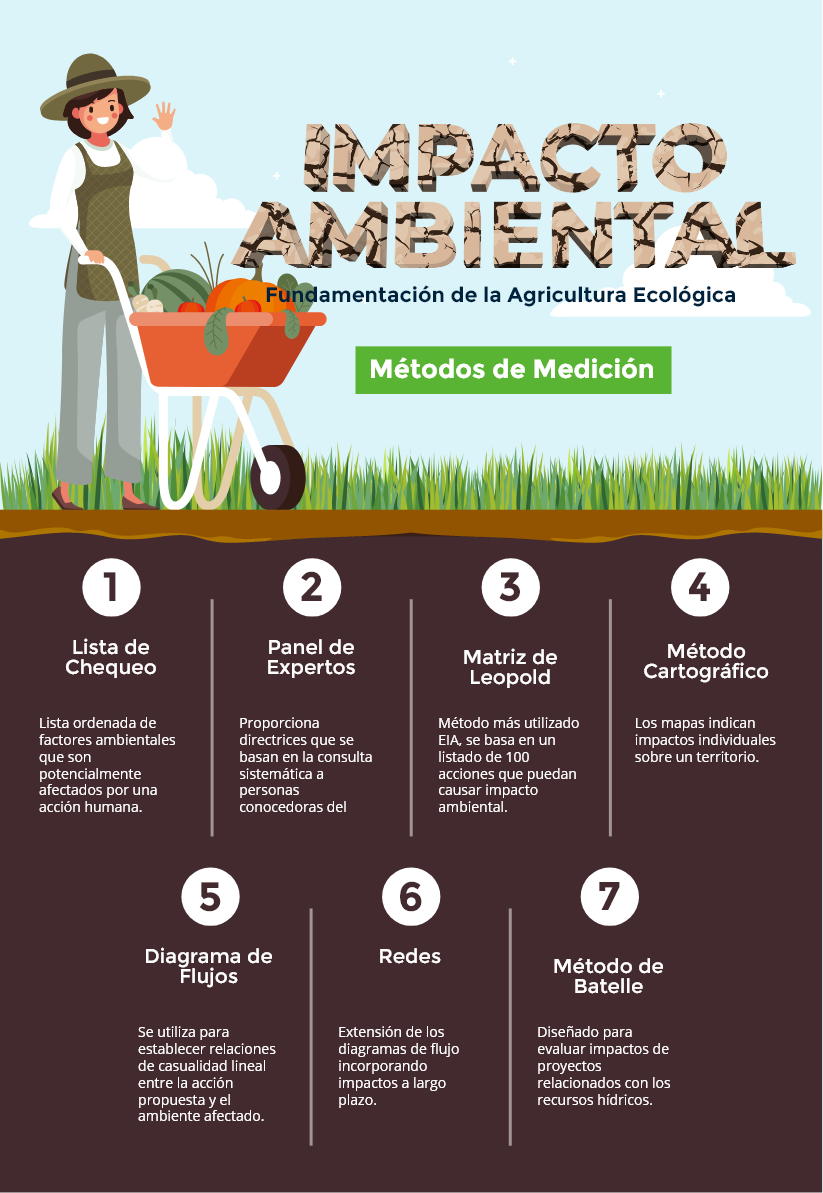 IMPACTO
AMBIENTAL
Fundamentación de la Agricultura Ecológica
Métodos de Medición
1
Lista de
Chequeo
Lista ordenada de
factores ambientales
que son
potencialmente
afectados por una
acción humana.
2
Panel de
Expertos
Proporciona
directrices que se
basan en la consulta
sistemática a
personas
conocedoras del
3
Matriz de
Leopold
Método más utilizado
EIA, se basa en un
listado de 100
acciones que puedan
causar impacto
ambiental.
4
Método
Cartográfico
Los mapas indican
impactos individuales
sobre un territorio.
5
Diagrama de
Flujos
Se utiliza para
establecer relaciones
de casualidad lineal
entre la acción
propuesta y el
ambiente afectado.
6
Redes
Extensión de los
diagramas de flujo
incorporando
impactos a largo
plazo.
7
Método de
Batelle
Diseñado para
evaluar impactos de
proyectos
relacionados con los
recursos hídricos.